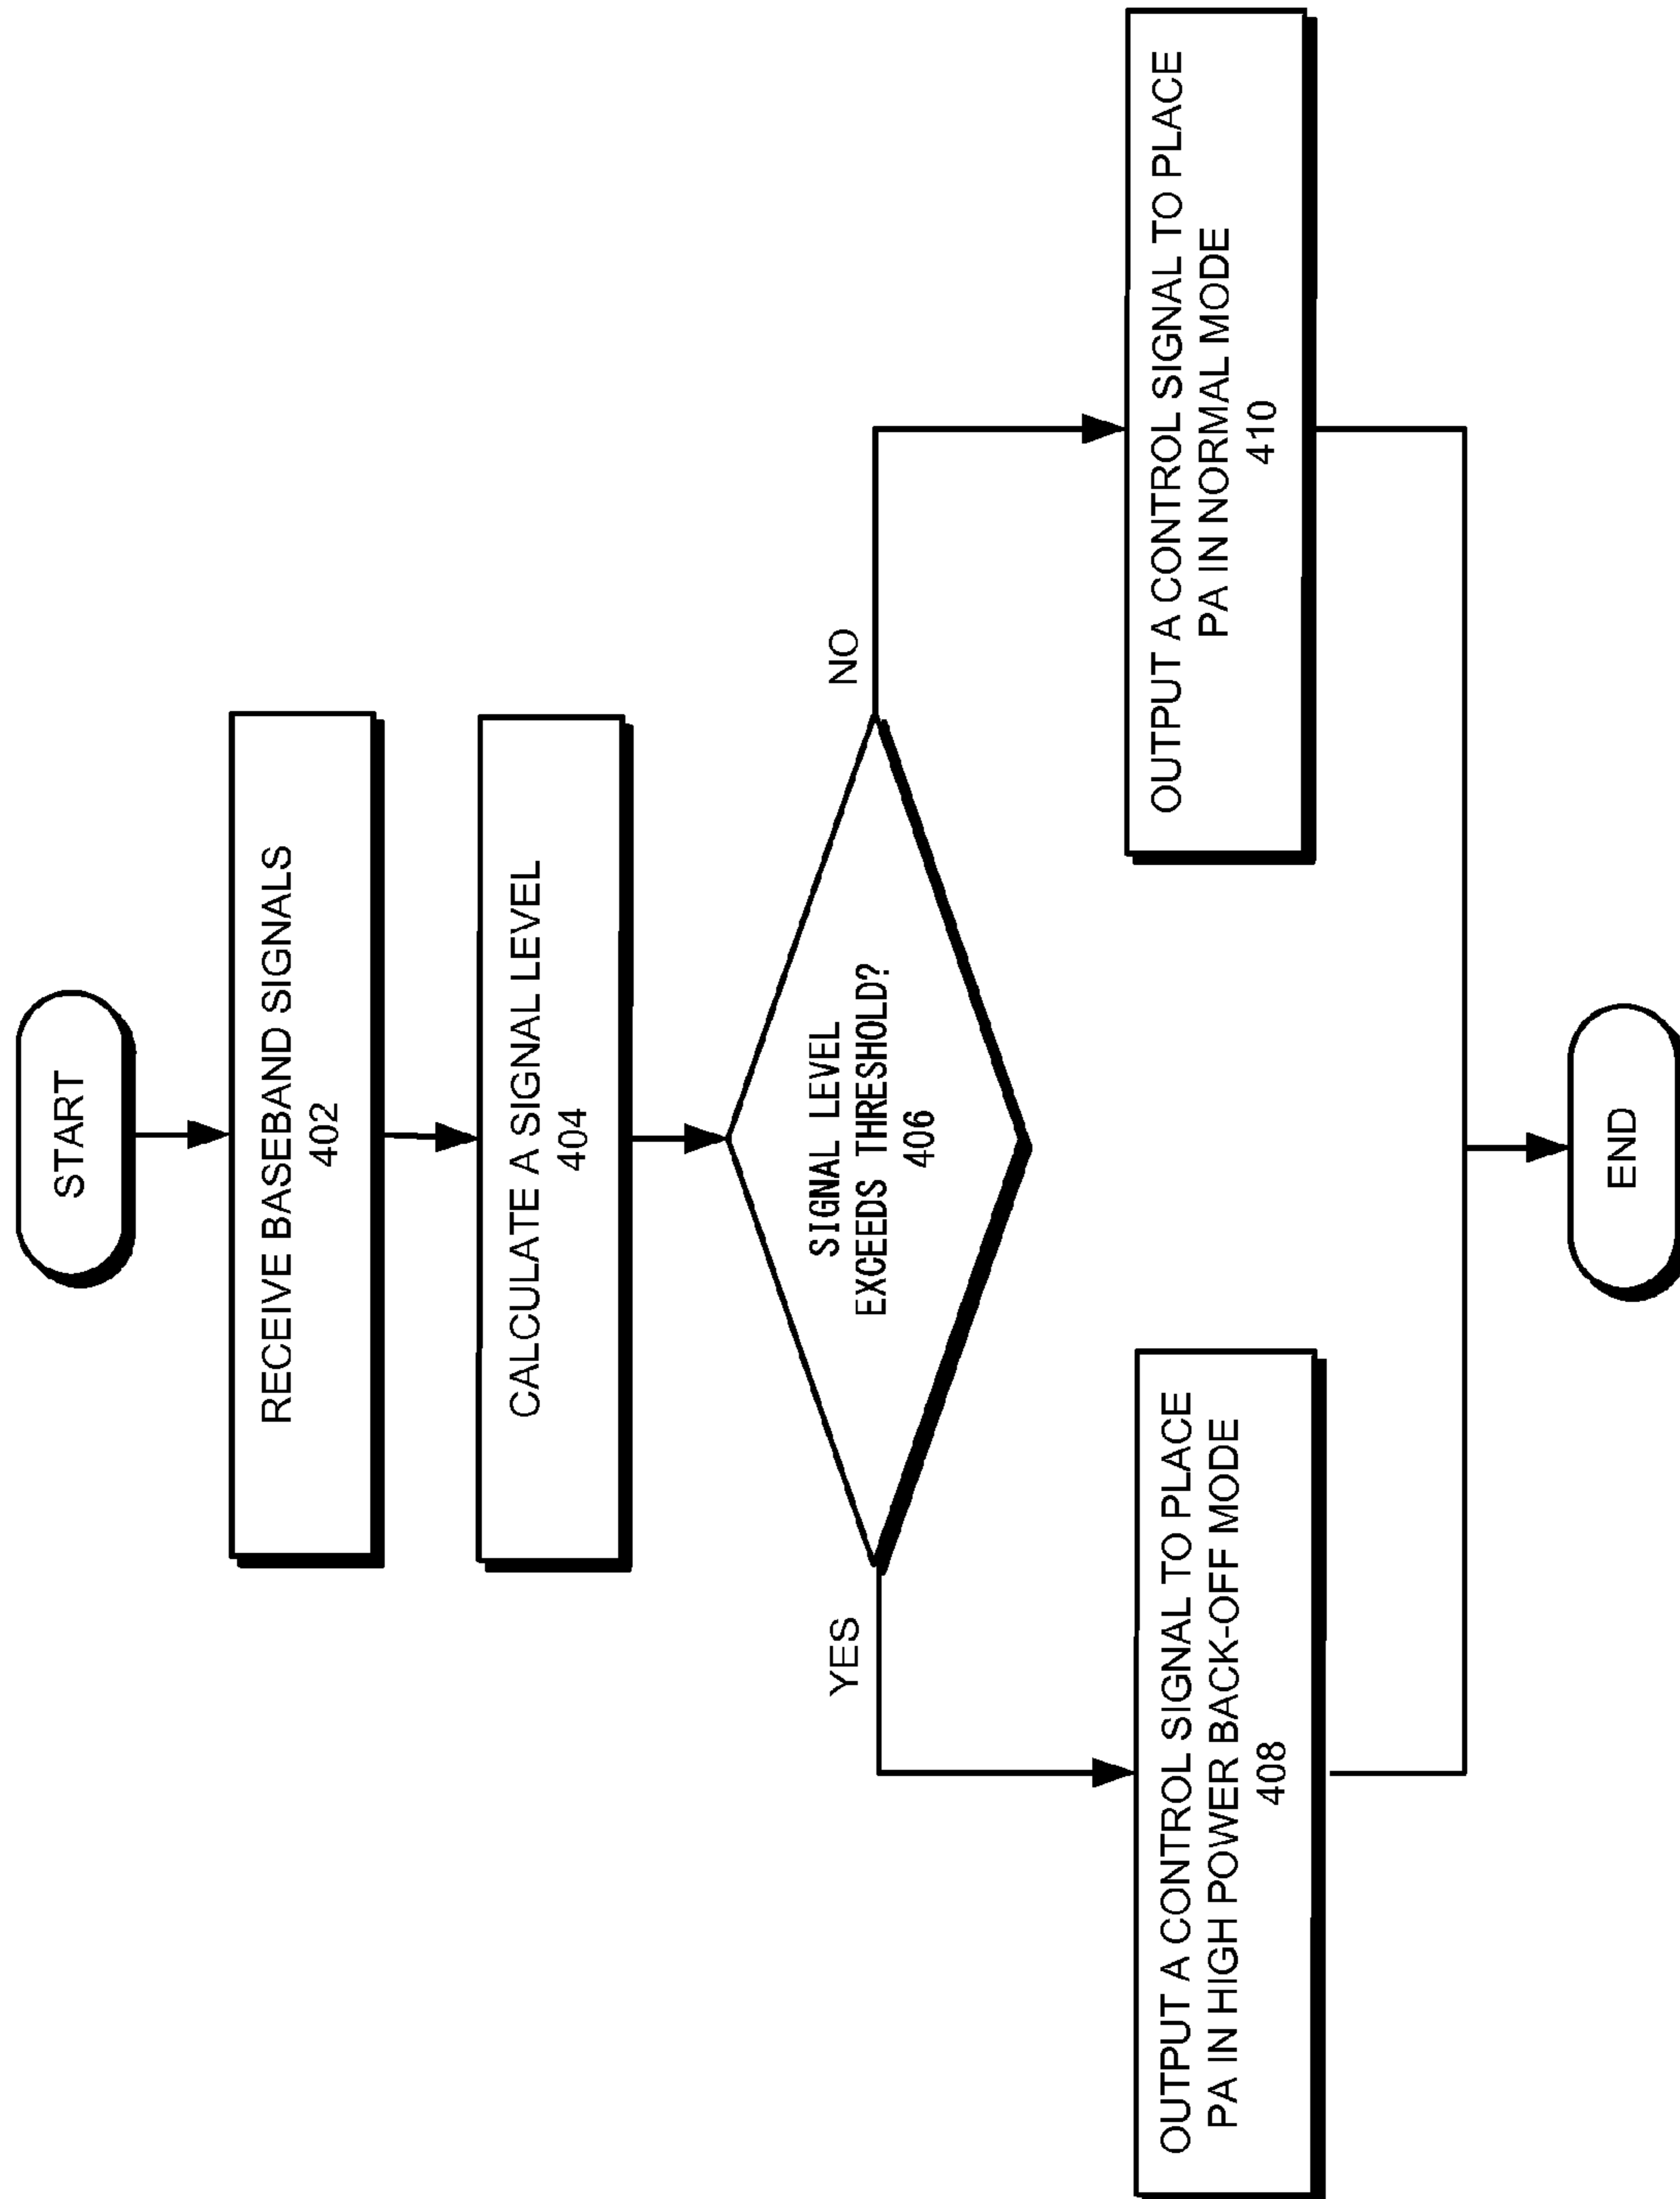 START
RECEIVE BASEBAND SIGNALS
402
CALCULATE A SIGNAL LEVEL
404
SIGNAL LEVEL
EXCEEDS THRESHOLD?
406
YES
NO
OUTPUT A CONTROL SIGNAL TO PLACE
PA IN HIGH POWER BACK-OFF MODE
408
OUTPUT A CONTROL SIGNAL TO PLACE
PA IN NORMAL MODE
410
END